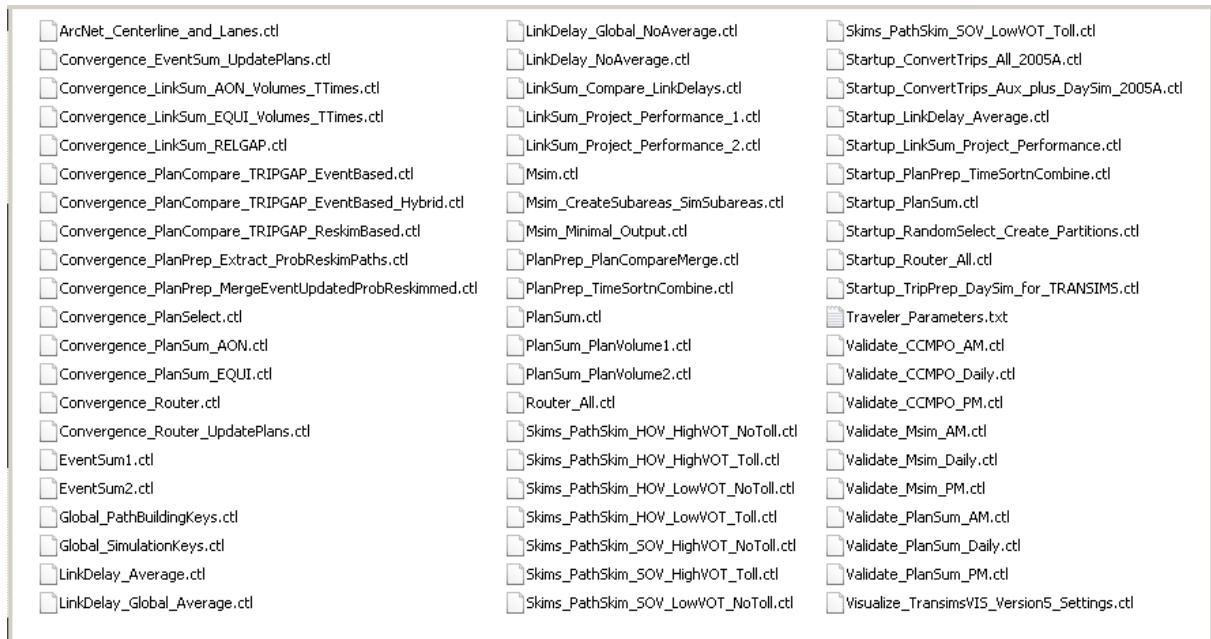 ArcNet_Centerline_and_Lanes.ctl
Convergence_EventSum_UpdatePlans.ctl
Convergence_LinkSum_AON_Volumes_TTimes.ctl
Convergence_LinkSum_EQUI_Volumes_TTimes.ctl
Convergence_LinkSum_RELGAP.ctl
Convergence_PlanCompare_TRIPGAP_EventBased.ctl
Convergence_PlanCompare_TRIPGAP_EventBased_Hybrid.ctl
Convergence_PlanCompare_TRIPGAP_ReskimBased.ctl
Convergence_PlanPrep_Extract_ProbReskimPaths.ctl
Convergence_PlanPrep_MergeEventUpdatedProbReskimmed.ctl
Convergence_PlanSelect.ctl
Convergence_PlanSum_AON.ctl
Convergence_PlanSum_EQUI.ctl
Convergence_Router.ctl
Convergence_Router_UpdatePlans.ctl
EventSum1.ctl
EventSum2.ctl
Global_PathBuildingKeys.ctl
Global_SimulationKeys.ctl
LinkDelay_Average.ctl
LinkDelay_Global_Average.ctl
LinkDelay_Global_NoAverage.ctl
LinkDelay_NoAverage.ctl
LinkSum_Compare_LinkDelays.ctl
LinkSum_Project_Performance_1.ctl
LinkSum_Project_Performance_2.ctl
Msim.ctl
Msim_CreateSubareas_SimSubareas.ctl
Msim_Minimal_Output.ctl
PlanPrep_PlanCompareMerge.ctl
PlanPrep_TimeSortnCombine.ctl
PlanSum.ctl
PlanSum_PlanVolume1.ctl
PlanSum_PlanVolume2.ctl
Router_All.ctl
Skims_PathSkim_HOV_HighVOT_NoToll.ctl
Skims_PathSkim_HOV_HighVOT_Toll.ctl
Skims_PathSkim_HOV_LowVOT_NoToll.ctl
Skims_PathSkim_HOV_LowVOT_Toll.ctl
Skims_PathSkim_SOV_HighVOT_NoToll.ctl
Skims_PathSkim_SOV_HighVOT_Toll.ctl
Skims_PathSkim_SOV_LowVOT_NoToll.ctl
Skims_PathSkim_SOV_LowVOT_Toll.ctl
Startup_ConvertTrips_All_2005A.ctl
Startup_ConvertTrips_Aux_plus_DaySim_2005A.ctl
Startup_LinkDelay_Average.ctl
Startup_LinkSum_Project_Performance.ctl
Startup_PlanPrep_TimeSortnCombine.ctl
Startup_PlanSum.ctl
Startup_RandomSelect_Create_Partitions.ctl
Startup_Router_All.ctl
Startup_TripPrep_DaySim_for_TRANSIMS.ctl
Traveler_Parameters.txt
Validate_CCMPO_AM.ctl
Validate_CCMPO_Daily.ctl
Validate_CCMPO_PM.ctl
Validate_Msim_AM.ctl
Validate_Msim_Daily.ctl
Validate_Msim_PM.ctl
Validate_PlanSum_AM.ctl
Validate_PlanSum_Daily.ctl
Validate_PlanSum_PM.ctl
Visualize_TransimsVIS_Version5_Settings.ctl